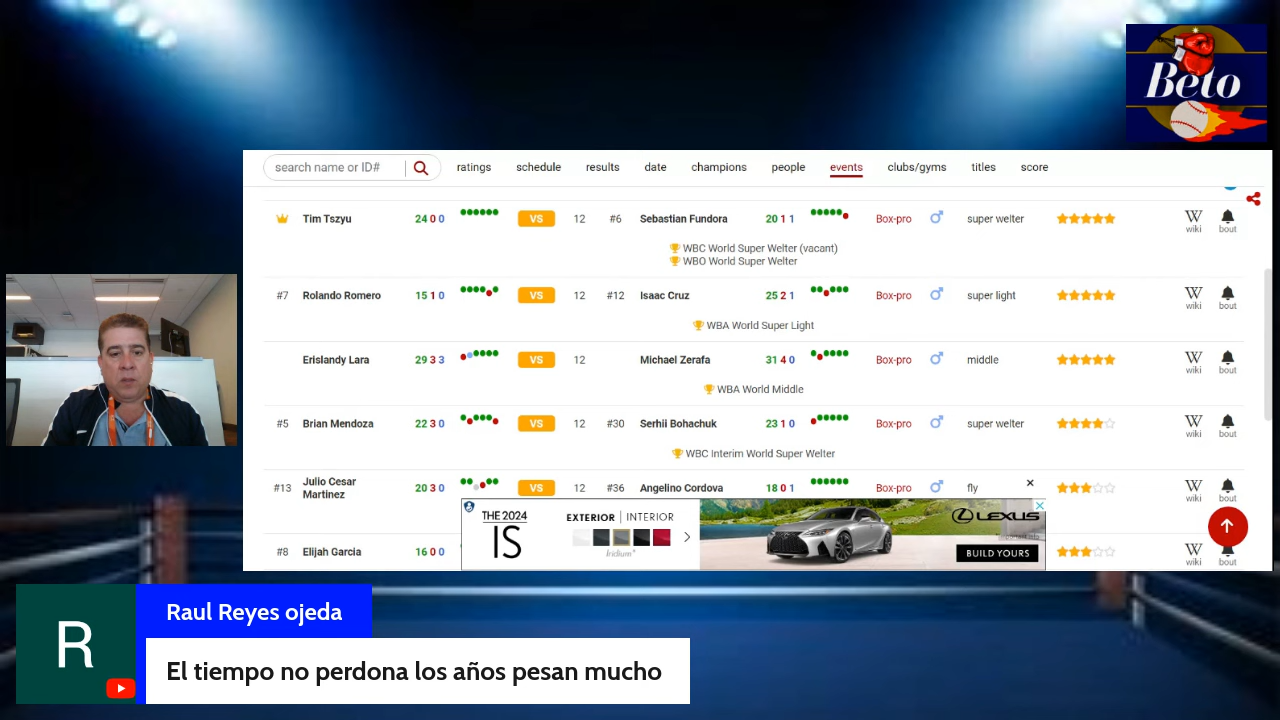 Beto
search name or ID#
ratings schedule results date champions people events clubs/gyms titles score
Tim Tszyu 24 0 0 VS 12 #6 Sebastian Fundora 20 1 1 Box-pro super welter W wiki bout
WBC World Super Welter (vacant)
WBO World Super Welter
#7 Rolando Romero 15 1 0 VS 12 #12 Isaac Cruz 25 2 1 Box-pro super light W wiki bout
WBA World Super Light
Erislandy Lara 29 3 3 VS 12 Michael Zerafa 31 4 0 Box-pro middle W wiki bout
WBA World Middle
#5 Brian Mendoza 22 3 0 VS 12 #30 Serhii Bohachuk 23 1 0 Box-pro super welter W wiki bout
WBC Interim World Super Welter
#13 Julio Cesar Martinez 20 3 0 VS 12 #36 Angelino Cordova 18 0 1 Box-pro fly W wiki bout
#8 Elijah Garcia 16 0 0 W wiki bout
THE 2024
IS
EXTERIOR | INTERIOR
Iridium
LEXUS
BUILD YOURS
R
Raul Reyes ojeda
El tiempo no perdona los años pesan mucho